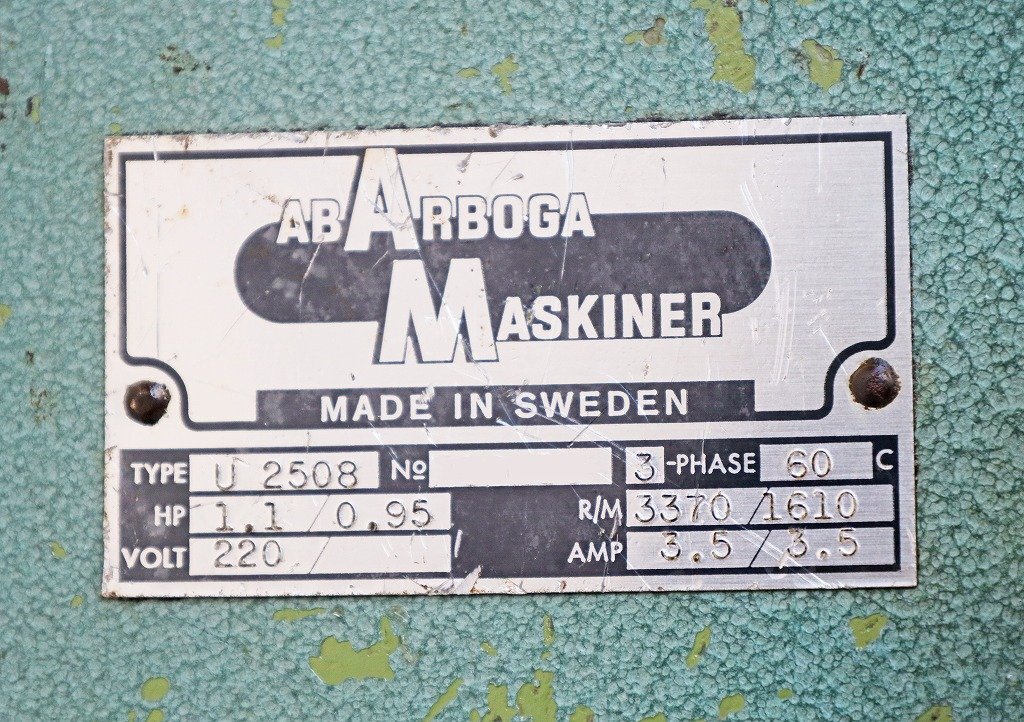 AB ARBOGA
MASKINER
MADE IN SWEDEN
TYPE U 2508 Nº 3-PHASE 60 C
HP 1.1 / 0.95 R/M 3370/1610
VOLT 220 / AMP 3.5/3.5